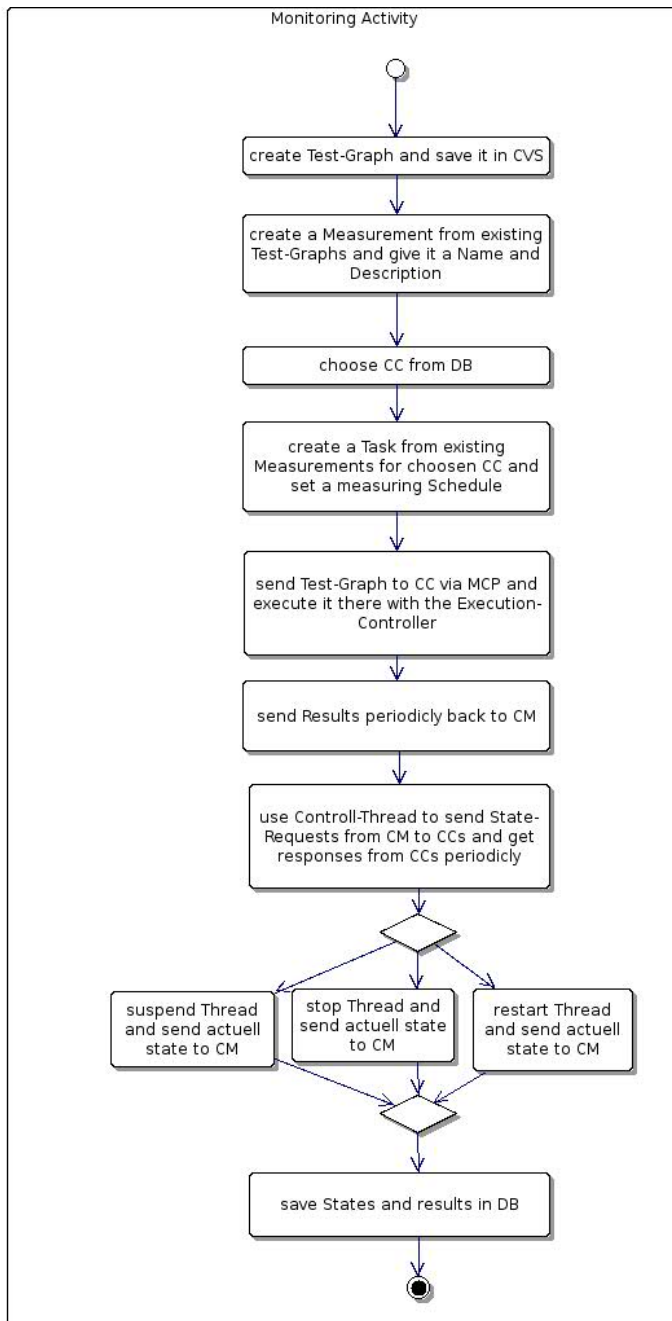 Monitoring Activity
create Test-Graph and save it in CVS
create a Measurement from existing
Test-Graphs and give it a Name and
Description
choose CC from DB
create a Task from existing
Measurements for choosen CC and
set a measuring Schedule
send Test-Graph to CC via MCP and
execute it there with the Execution-
Controller
send Results periodicly back to CM
use Controll-Thread to send State-
Requests from CM to CCs and get
responses from CCs periodicly
suspend Thread
and send actuell
state to CM
stop Thread and
send actuell state
to CM
restart Thread
and send actuell
state to CM
save States and results in DB